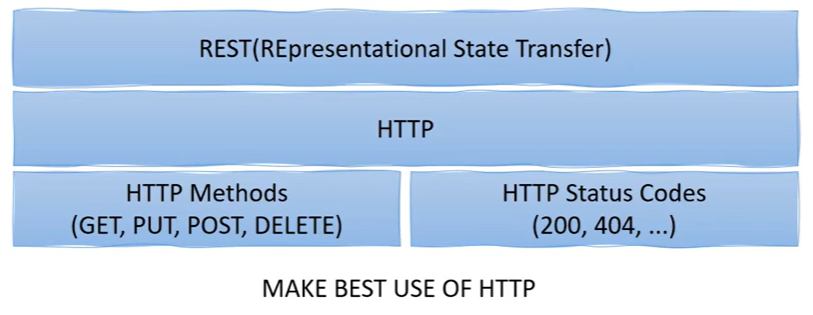 REST(REpresentational State Transfer)
HTTP
HTTP Methods
(GET, PUT, POST, DELETE)
HTTP Status Codes
(200, 404, ...)
MAKE BEST USE OF HTTP